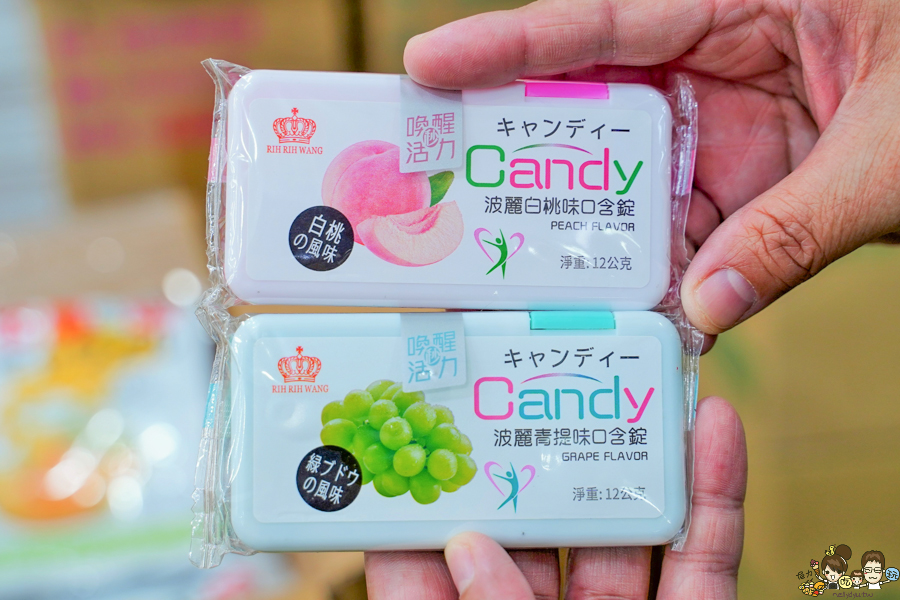 RIH RIH WANG
喚醒
活力
キャンディー
Candy
波麗白桃味口含錠
PEACH FLAVOR
白桃
の風味
淨重:12公克
RIH RIH WANG
喚醒
活力
キャンディー
Candy
波麗青提味口含錠
GRAPE FLAVOR
緑ブドウ
の風味
淨重:12公克